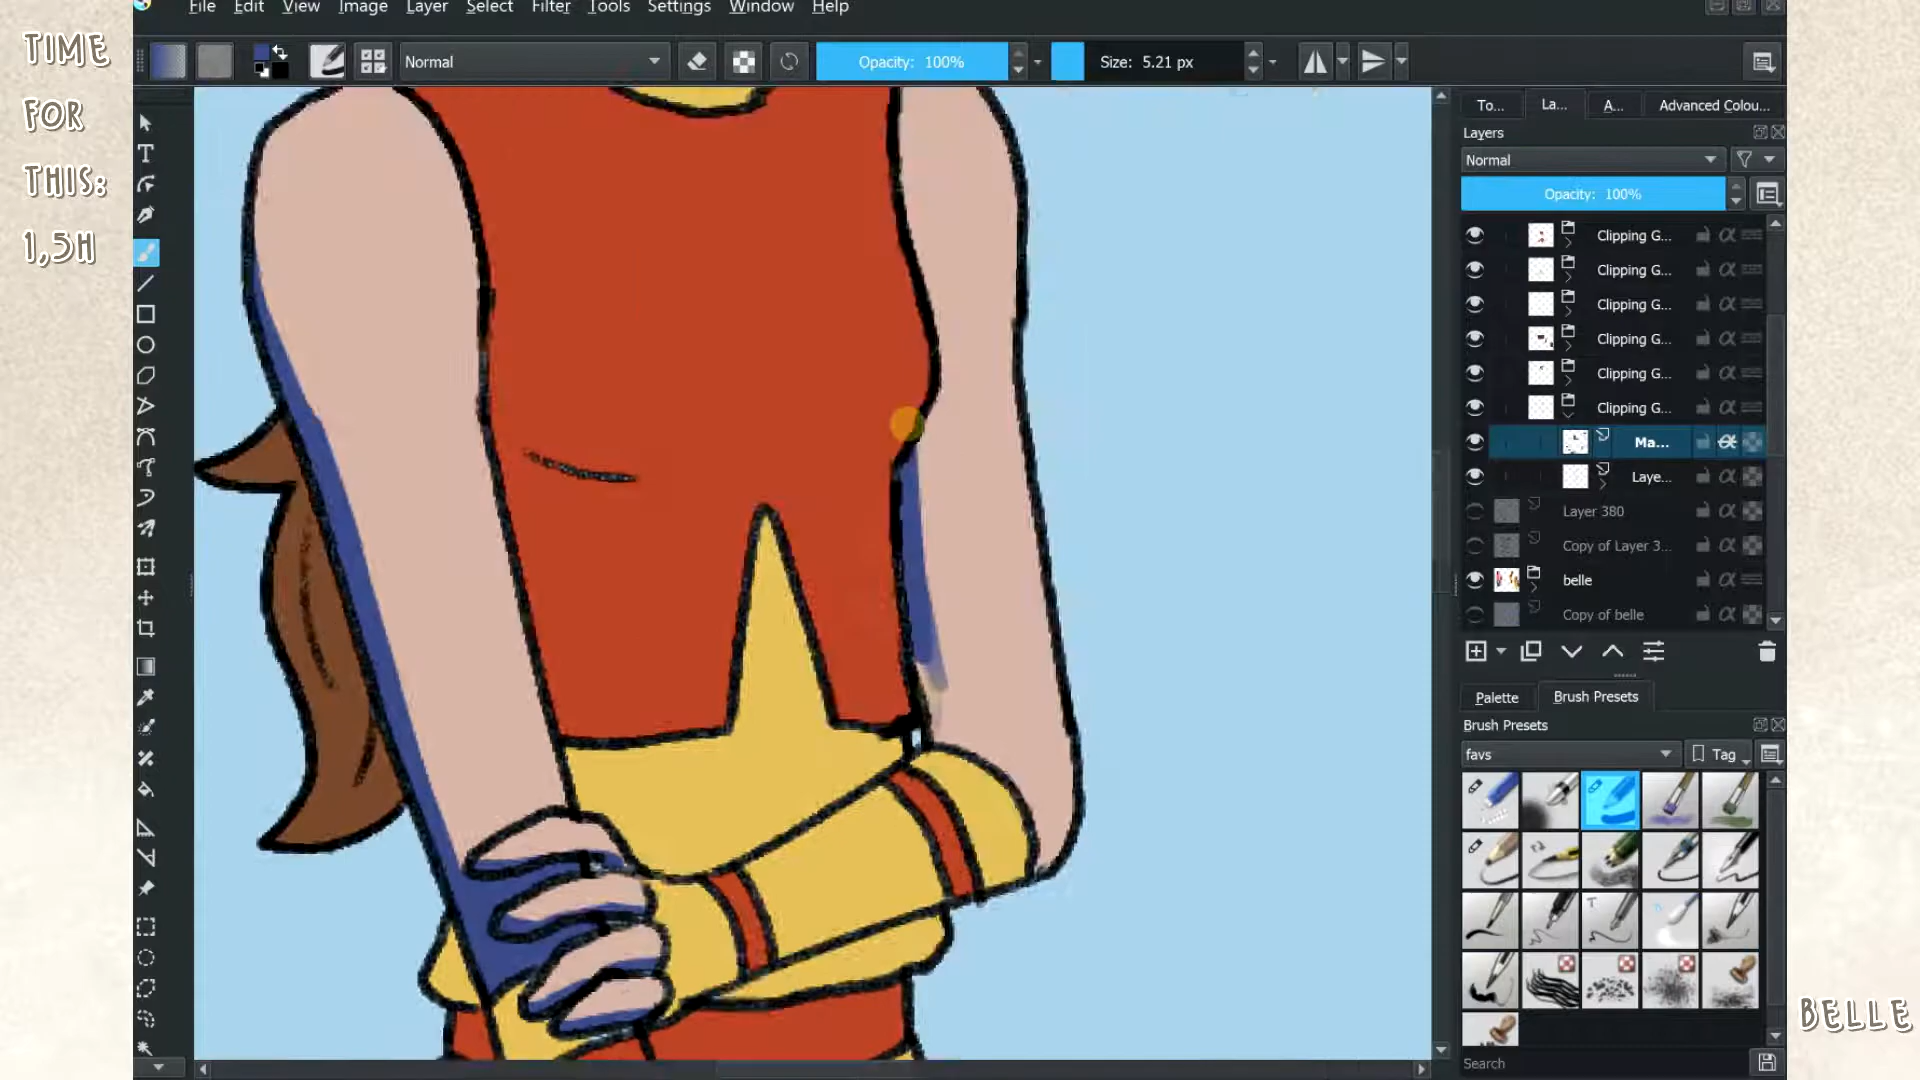 TIME
FOR
THIS:
1,5H
File Edit View Image Layer Select Filter Tools Settings Window Help
Normal Opacity: 100% Size: 5.21 px
To... La... A... Advanced Colou...
Layers
Normal
Opacity: 100%
Clipping G...
Clipping G...
Clipping G...
Clipping G...
Clipping G...
Clipping G...
Ma...
Laye...
Layer 380
Copy of Layer 3...
belle
Copy of belle
Palette Brush Presets
Brush Presets
favs Tag
Search
BELLE